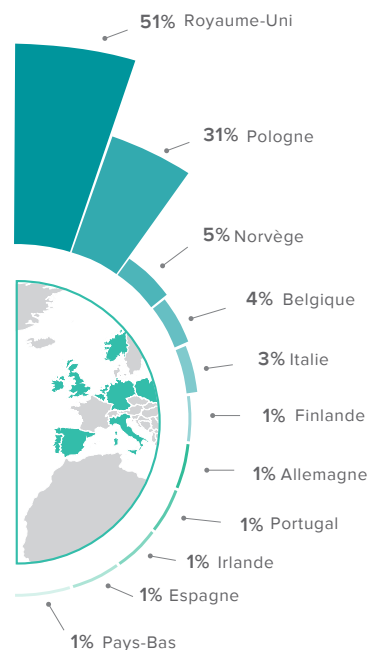 51% Royaume-Uni
31% Pologne
5% Norvège
4% Belgique
3% Italie
1% Finlande
1% Allemagne
1% Portugal
1% Irlande
1% Espagne
1% Pays-Bas